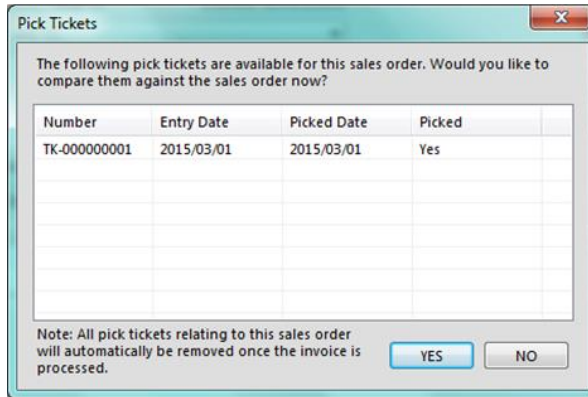 Pick Tickets
The following pick tickets are available for this sales order. Would you like to
compare them against the sales order now?
Number Entry Date Picked Date Picked
TK-000000001 2015/03/01 2015/03/01 Yes
Note: All pick tickets relating to this sales order
will automatically be removed once the invoice is
processed.
YES NO